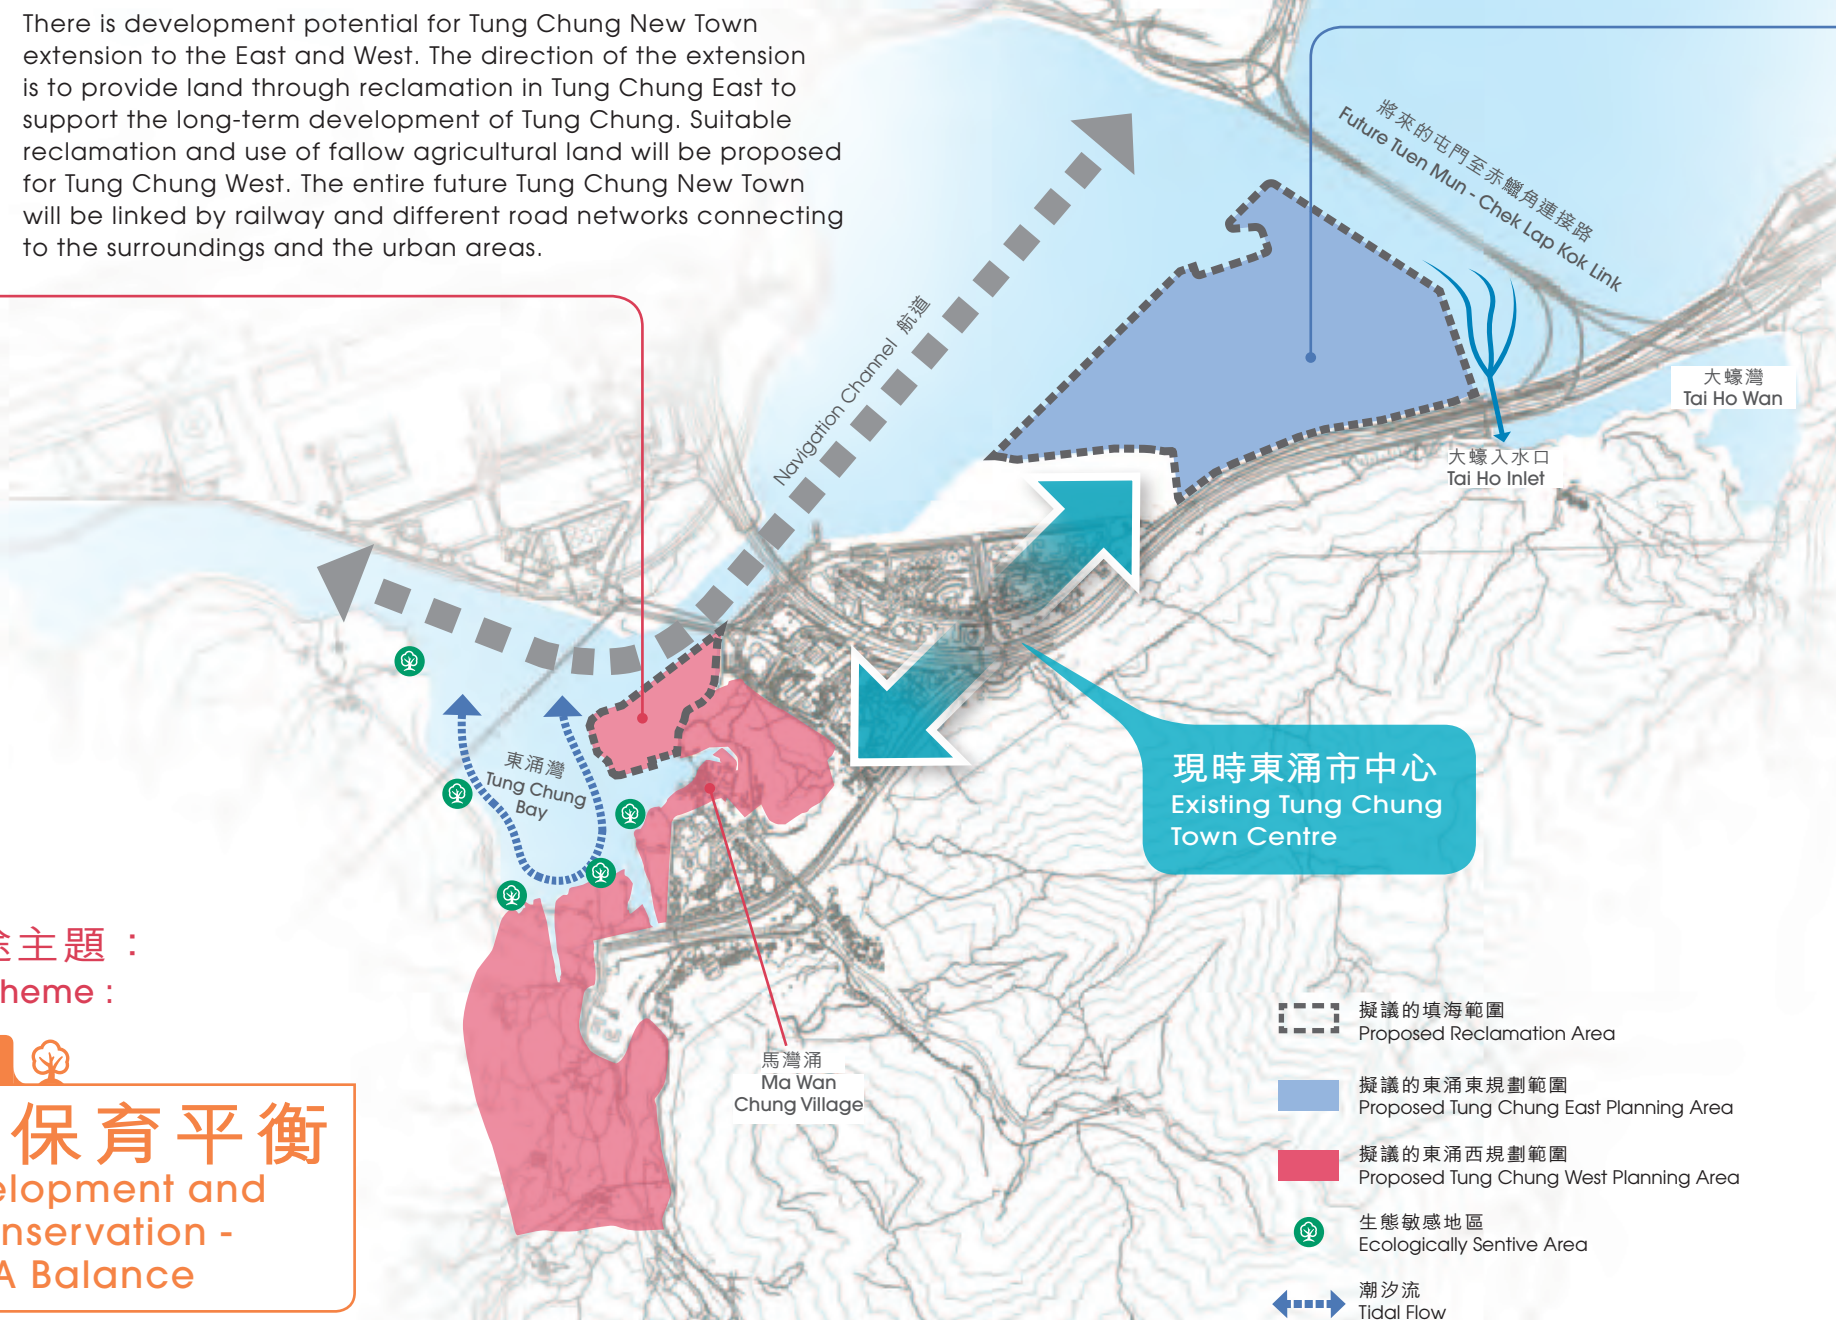 There is development potential for Tung Chung New Town
extension to the East and West. The direction of the extension
is to provide land through reclamation in Tung Chung East to
support the long-term development of Tung Chung. Suitable
reclamation and use of fallow agricultural land will be proposed
for Tung Chung West. The entire future Tung Chung New Town
will be linked by railway and different road networks connecting
to the surroundings and the urban areas.
將來的屯門至赤鱲角連接路
Future Tuen Mun - Chek Lap Kok Link
Navigation Channel 航道
大蠔灣
Tai Ho Wan
大蠔入水口
Tai Ho Inlet
東涌灣
Tung Chung
Bay
現時東涌市中心
Existing Tung Chung
Town Centre
馬灣涌
Ma Wan
Chung Village
途主題：
heme :
保育平衡
elopment and
nservation -
A Balance
擬議的填海範圍
Proposed Reclamation Area
擬議的東涌東規劃範圍
Proposed Tung Chung East Planning Area
擬議的東涌西規劃範圍
Proposed Tung Chung West Planning Area
生態敏感地區
Ecologically Sentive Area
潮汐流
Tidal Flow